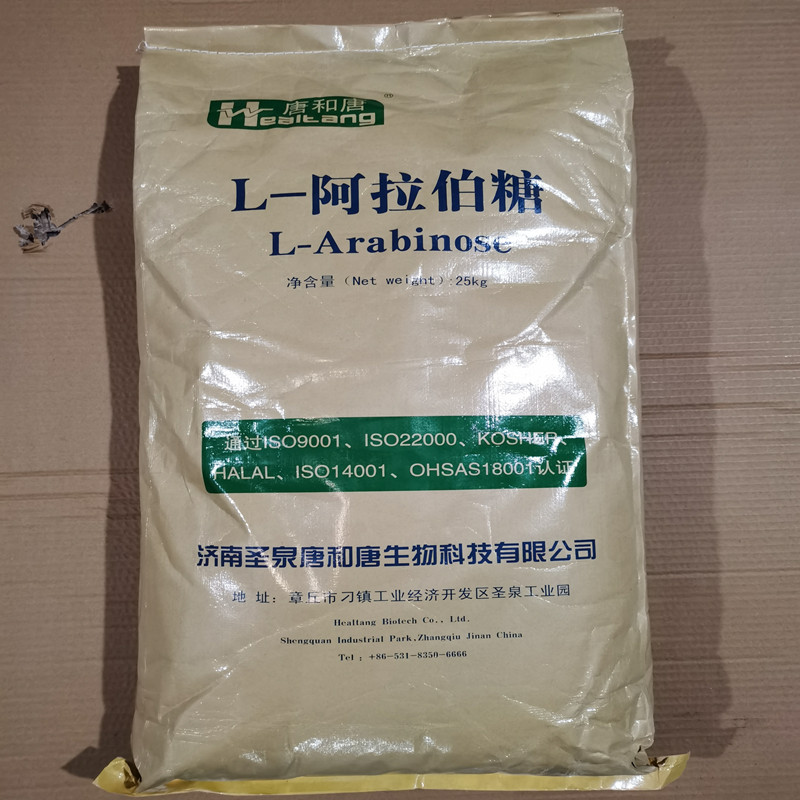 唐和唐
®
Healtang
L-阿拉伯糖
L-Arabinose
净含量（Net weight）:25kg
通过ISO9001、ISO22000、KOSHER、
HALAL、ISO14001、OHSAS18001认证
济南圣泉唐和唐生物科技有限公司
地 址：章丘市刁镇工业经济开发区圣泉工业园
Healtang Biotech Co., Ltd.
Shengquan Industrial Park,Zhangqiu Jinan China
Tel：+86-531-8350-6666